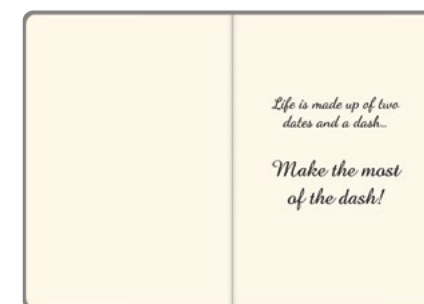 Life is made up of two
dates and a dash...
Make the most
of the dash!